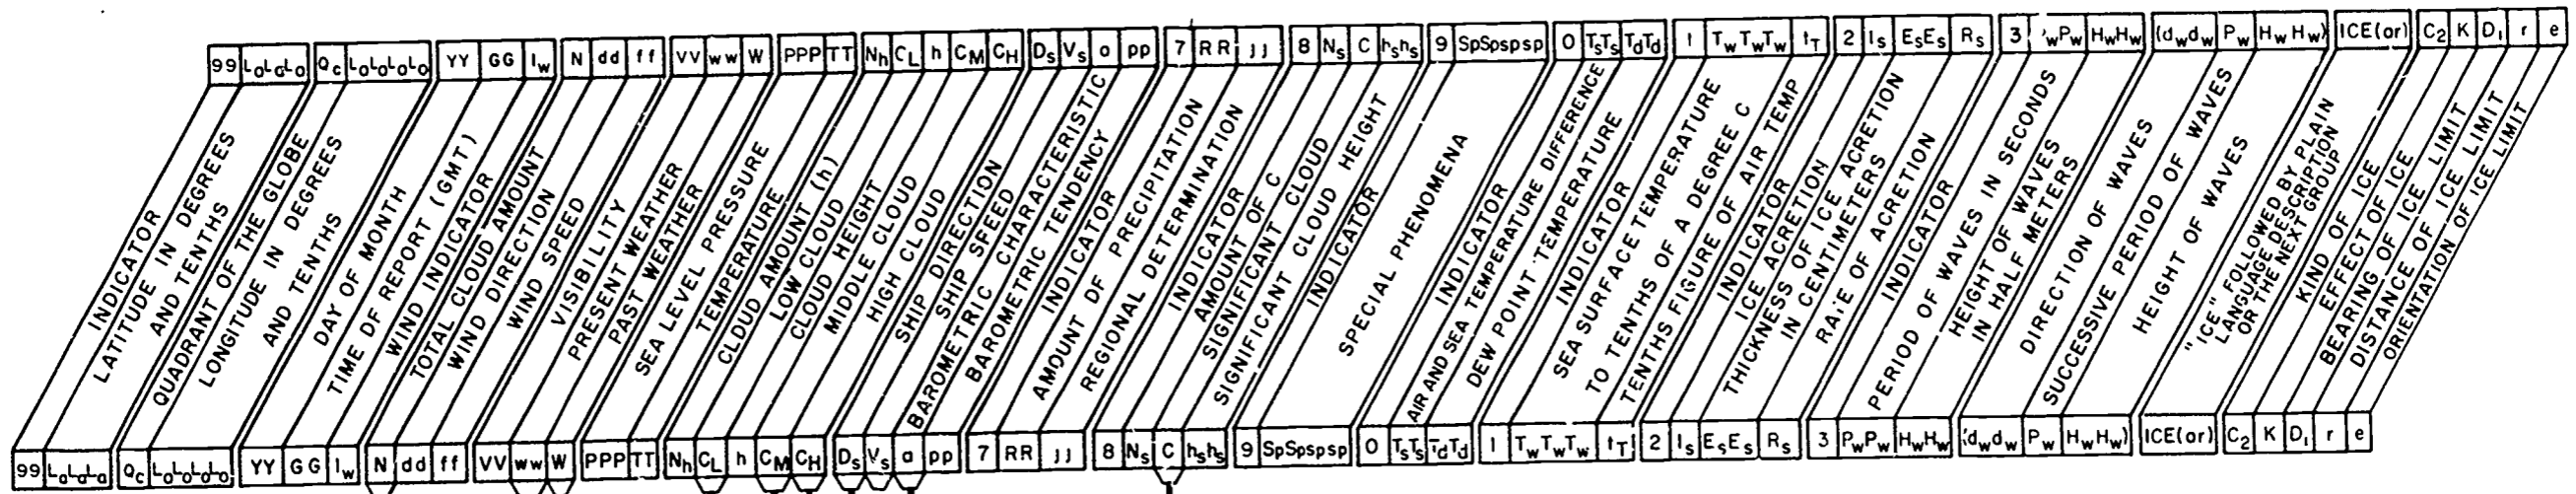 99 LaLaLa Qc LoLoLoLo YY GG Iw N dd ff VV ww W PPP TT Nh CL h CM CH Ds Vs a pp 7 RR jj 8 Ns C hshs 9 SpSpspsp 0 TsTs TdTd 1 TwTwTw tT 2 Is EsEs Rs 3 PwPw HwHw (dwdw Pw HwHw) ICE(or) C2 K Di r e
INDICATOR
LATITUDE IN DEGREES
AND TENTHS
QUADRANT OF THE GLOBE
LONGITUDE IN DEGREES
AND TENTHS
DAY OF MONTH
TIME OF REPORT (GMT)
WIND INDICATOR
TOTAL CLOUD AMOUNT
WIND DIRECTION
WIND SPEED
VISIBILITY
PRESENT WEATHER
PAST WEATHER
SEA LEVEL PRESSURE
TEMPERATURE
CLOUD AMOUNT (h)
LOW CLOUD
CLOUD HEIGHT
MIDDLE CLOUD
HIGH CLOUD
SHIP DIRECTION
SHIP SPEED
BAROMETRIC CHARACTERISTIC
BAROMETRIC TENDENCY
INDICATOR
AMOUNT OF PRECIPITATION
REGIONAL DETERMINATION
INDICATOR
AMOUNT OF C
SIGNIFICANT CLOUD
SIGNIFICANT CLOUD HEIGHT
INDICATOR
SPECIAL PHENOMENA
INDICATOR
AIR AND SEA TEMPERATURE DIFFERENCE
DEW POINT TEMPERATURE
INDICATOR
SEA SURFACE TEMPERATURE
TO TENTHS OF A DEGREE C
TENTHS FIGURE OF AIR TEMP
INDICATOR
ICE ACRETION
THICKNESS OF ICE ACRETION
IN CENTIMETERS
RATE OF ACRETION
INDICATOR
PERIOD OF WAVES IN SECONDS
HEIGHT OF WAVES
IN HALF METERS
DIRECTION OF WAVES
SUCCESSIVE PERIOD OF WAVES
HEIGHT OF WAVES
"ICE" FOLLOWED BY PLAIN
LANGUAGE DESCRIPTION
OR THE NEXT GROUP
KIND OF ICE
EFFECT OF ICE
BEARING OF ICE LIMIT
DISTANCE OF ICE LIMIT
ORIENTATION OF ICE LIMIT
99 LaLaLa Qc LoLoLoLo YY GG Iw N dd ff VV ww W PPP TT Nh CL h CM CH Ds Vs a pp 7 RR jj 8 Ns C hshs 9 SpSpspsp 0 TsTs TdTd 1 TwTwTw tT 2 Is EsEs Rs 3 PwPw HwHw (dwdw Pw HwHw) ICE(or) C2 K Di r e